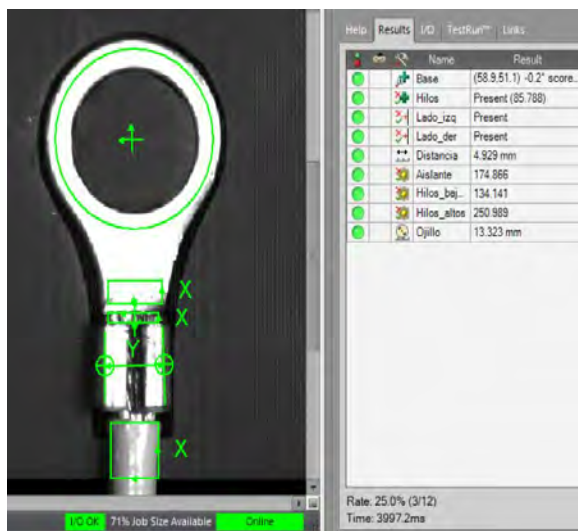 Help Results I/O TestRun™ Links
Name Result
Base (58.9,51.1) -0.2° score...
Hilos Present (85.788)
Lado_izq Present
Lado_der Present
Distancia 4.929 mm
Aislante 174.866
Hilos_baj... 134.141
Hilos_altos 250.989
Ojillo 13.323 mm
X
X
Y
X
Rate: 25.0% (3/12)
Time: 3997.2ms
I/O OK 71% Job Size Available Online